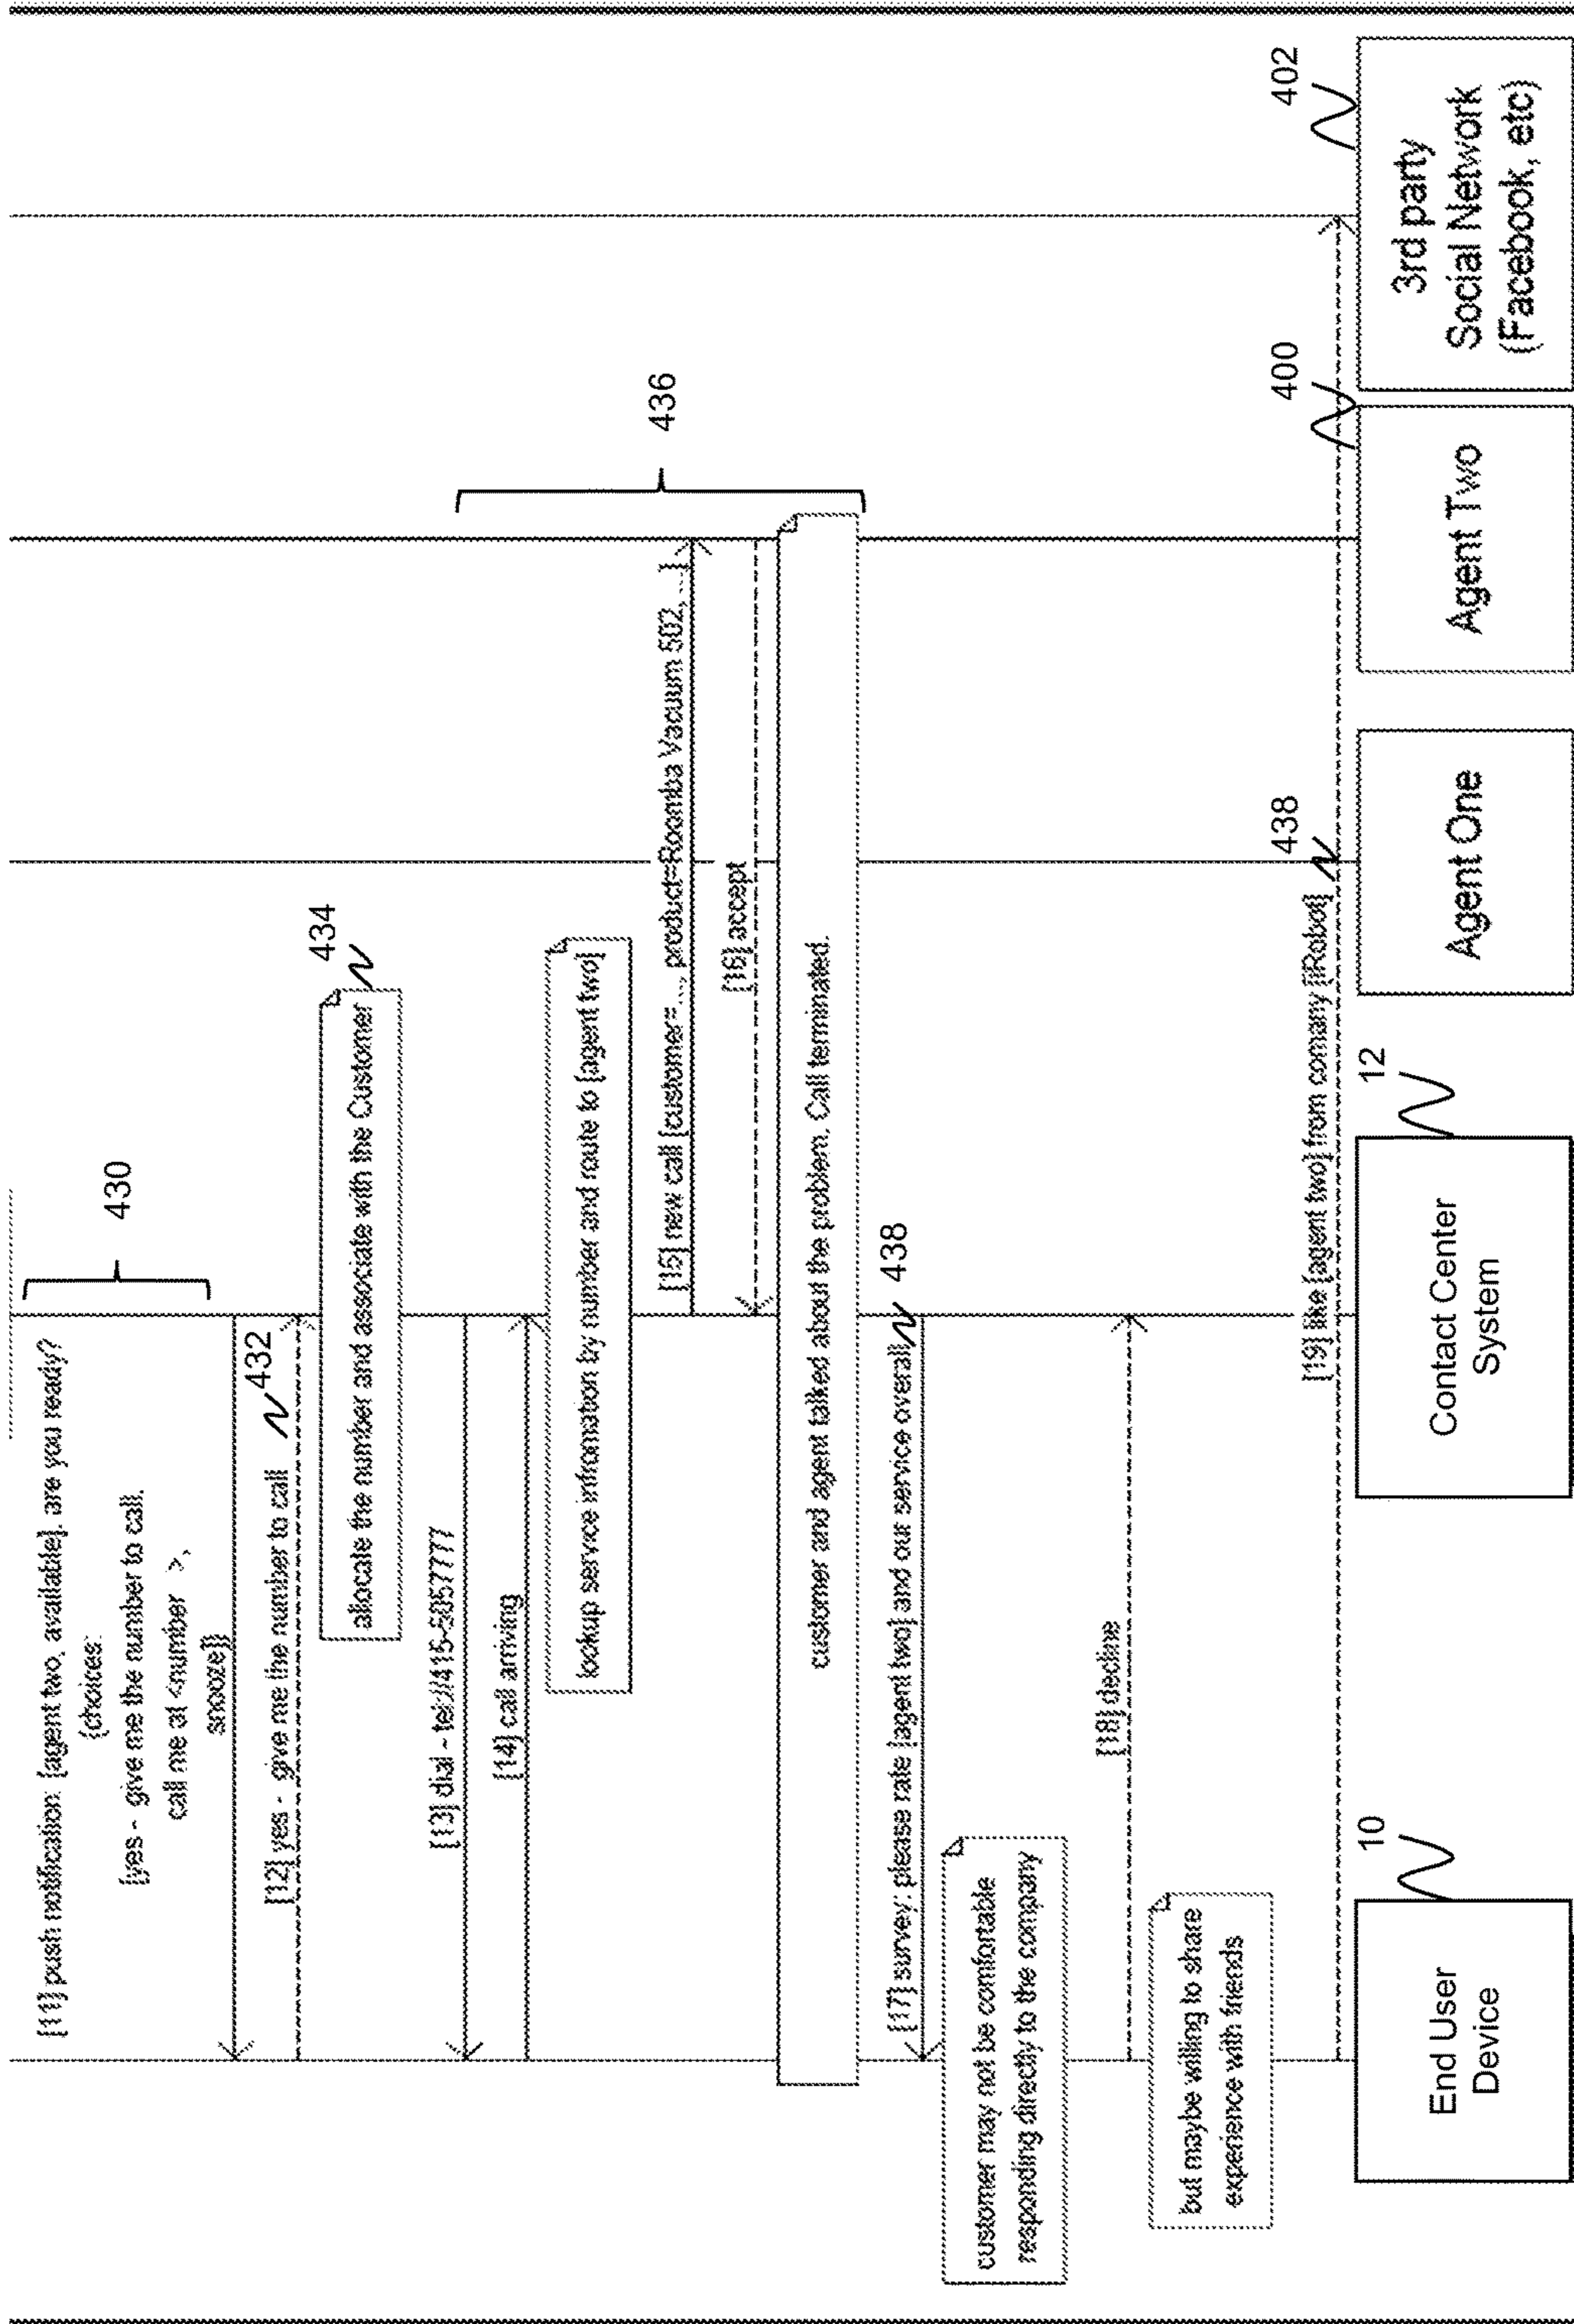 [11] push notification: [agent two, available], are you ready?
{choices:
[yes - give me the number to call,
call me at <number >,
snooze]}
430
[12] yes - give me the number to call
432
allocate the number and associate with the Customer
434
[13] dial - tel://415-5057777
[14] call arriving
lookup service infromation by number and route to [agent two]
[15] new call [customer=..., product=Roomba Vacuum 502, ...]
[16] accept
436
customer and agent talked about the problem. Call terminated.
[17] survey: please rate [agent two] and our service overall
438
customer may not be comfortable
responding directly to the company
[18] decline
but maybe willing to share
experience with friends
[19] like [agent two] from comany [iRobot]
438
End User
Device
10
Contact Center
System
12
Agent One
Agent Two
400
3rd party
Social Network
(Facebook, etc)
402